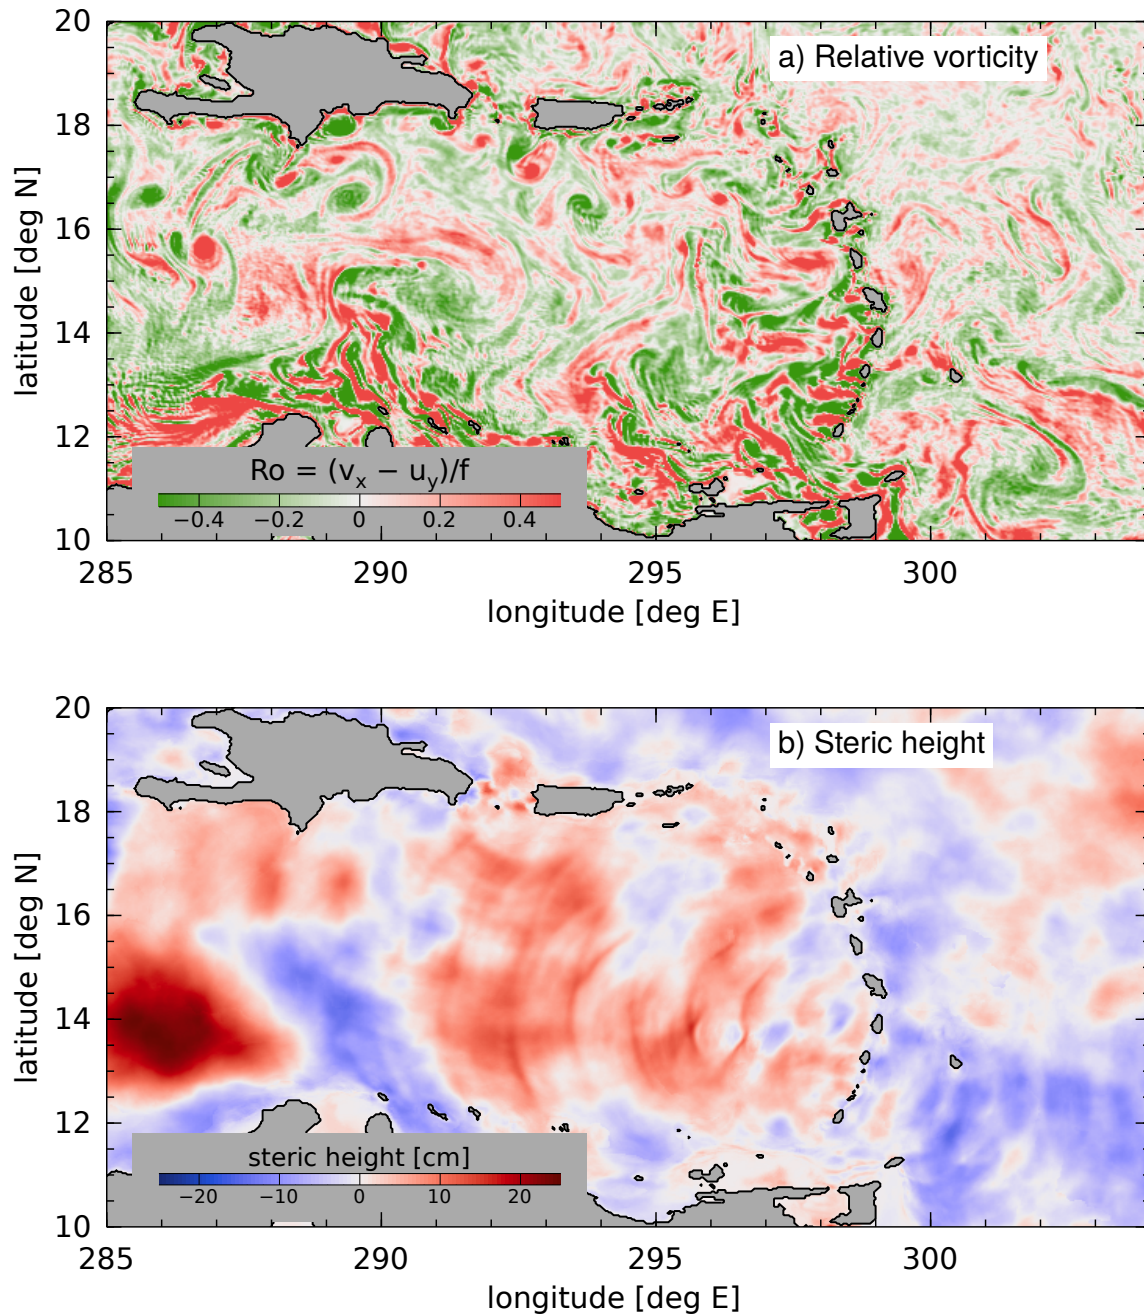 20
18
16
14
12
10
latitude [deg N]
a) Relative vorticity
Ro = (v_x − u_y)/f
−0.4 −0.2 0 0.2 0.4
285 290 295 300
longitude [deg E]
20
18
16
14
12
10
latitude [deg N]
b) Steric height
steric height [cm]
−20 −10 0 10 20
285 290 295 300
longitude [deg E]